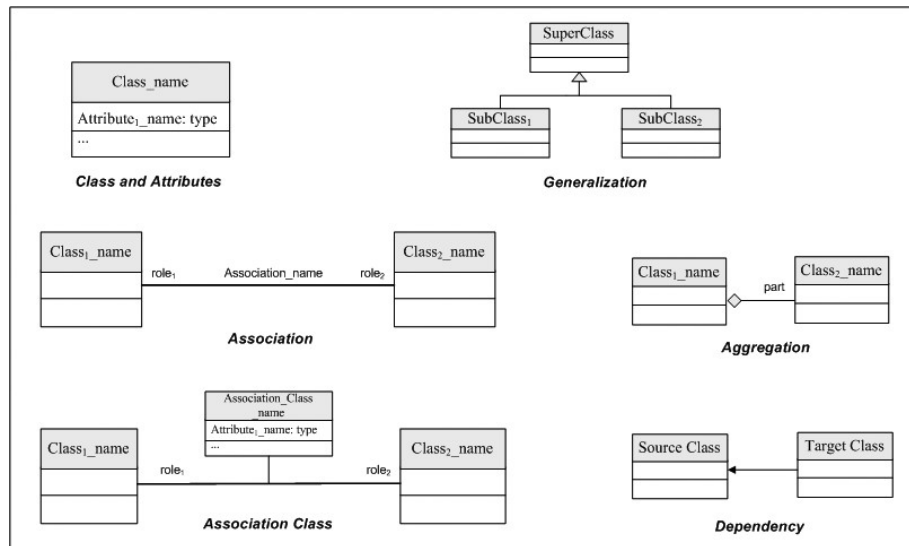 Class_name
Attribute₁_name: type
...
Class and Attributes
SuperClass
SubClass₁
SubClass₂
Generalization
Class₁_name
role₁
Association_name
role₂
Class₂_name
Association
Class₁_name
part
Class₂_name
Aggregation
Association_Class
_name
Attribute₁_name: type
...
Class₁_name
role₁
role₂
Class₂_name
Association Class
Source Class
Target Class
Dependency